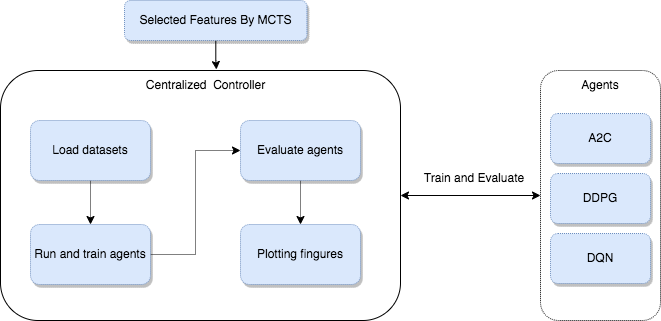 Selected Features By MCTS
Centralized Controller
Agents
Load datasets
Evaluate agents
A2C
Train and Evaluate
DDPG
Run and train agents
Plotting fingures
DQN